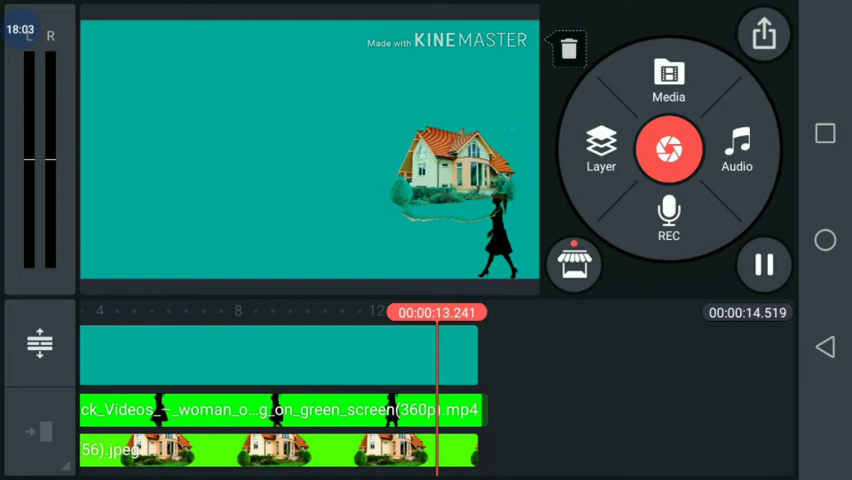 18:03
L R
Made with KINEMASTER
Media
Layer
Audio
REC
4 8 12
00:00:13.241
00:00:14.519
ck_Videos_–_woman_o...g_on_green_screen(360p).mp4
56).jpeg